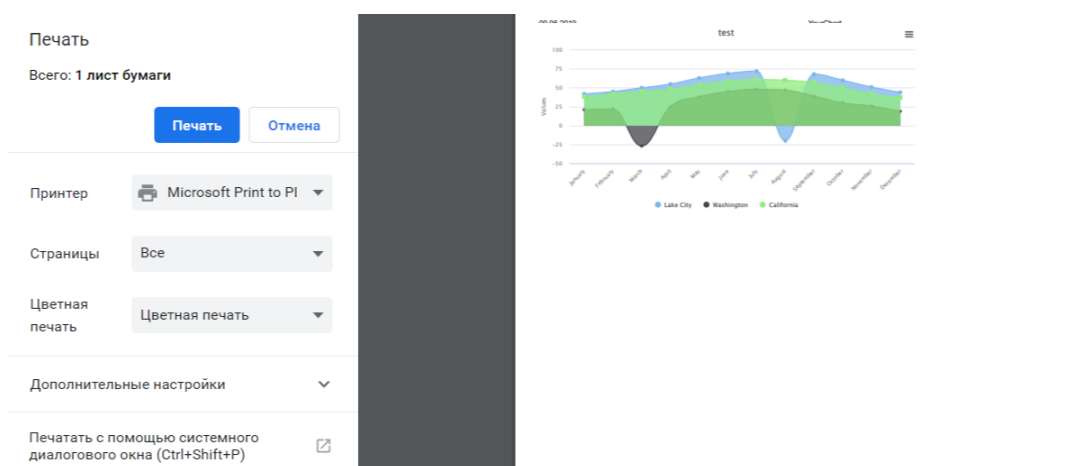 Печать
Всего: 1 лист бумаги
Печать
Отмена
Принтер
Microsoft Print to PI
Страницы
Все
Цветная
печать
Цветная печать
Дополнительные настройки
Печатать с помощью системного
диалогового окна (Ctrl+Shift+P)
test
Values
100
75
50
25
0
-25
-50
January
February
March
April
May
June
July
August
September
October
November
December
Lake City
Washington
California